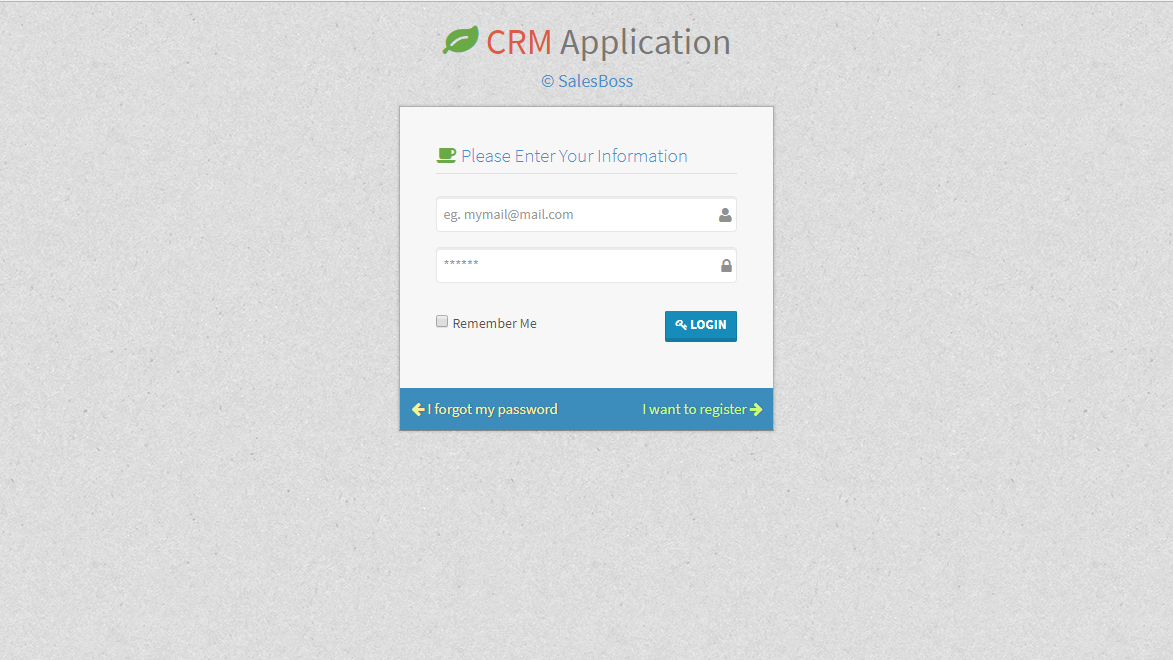 CRM Application
© SalesBoss
Please Enter Your Information
eg. mymail@mail.com
******
Remember Me
LOGIN
I forgot my password
I want to register